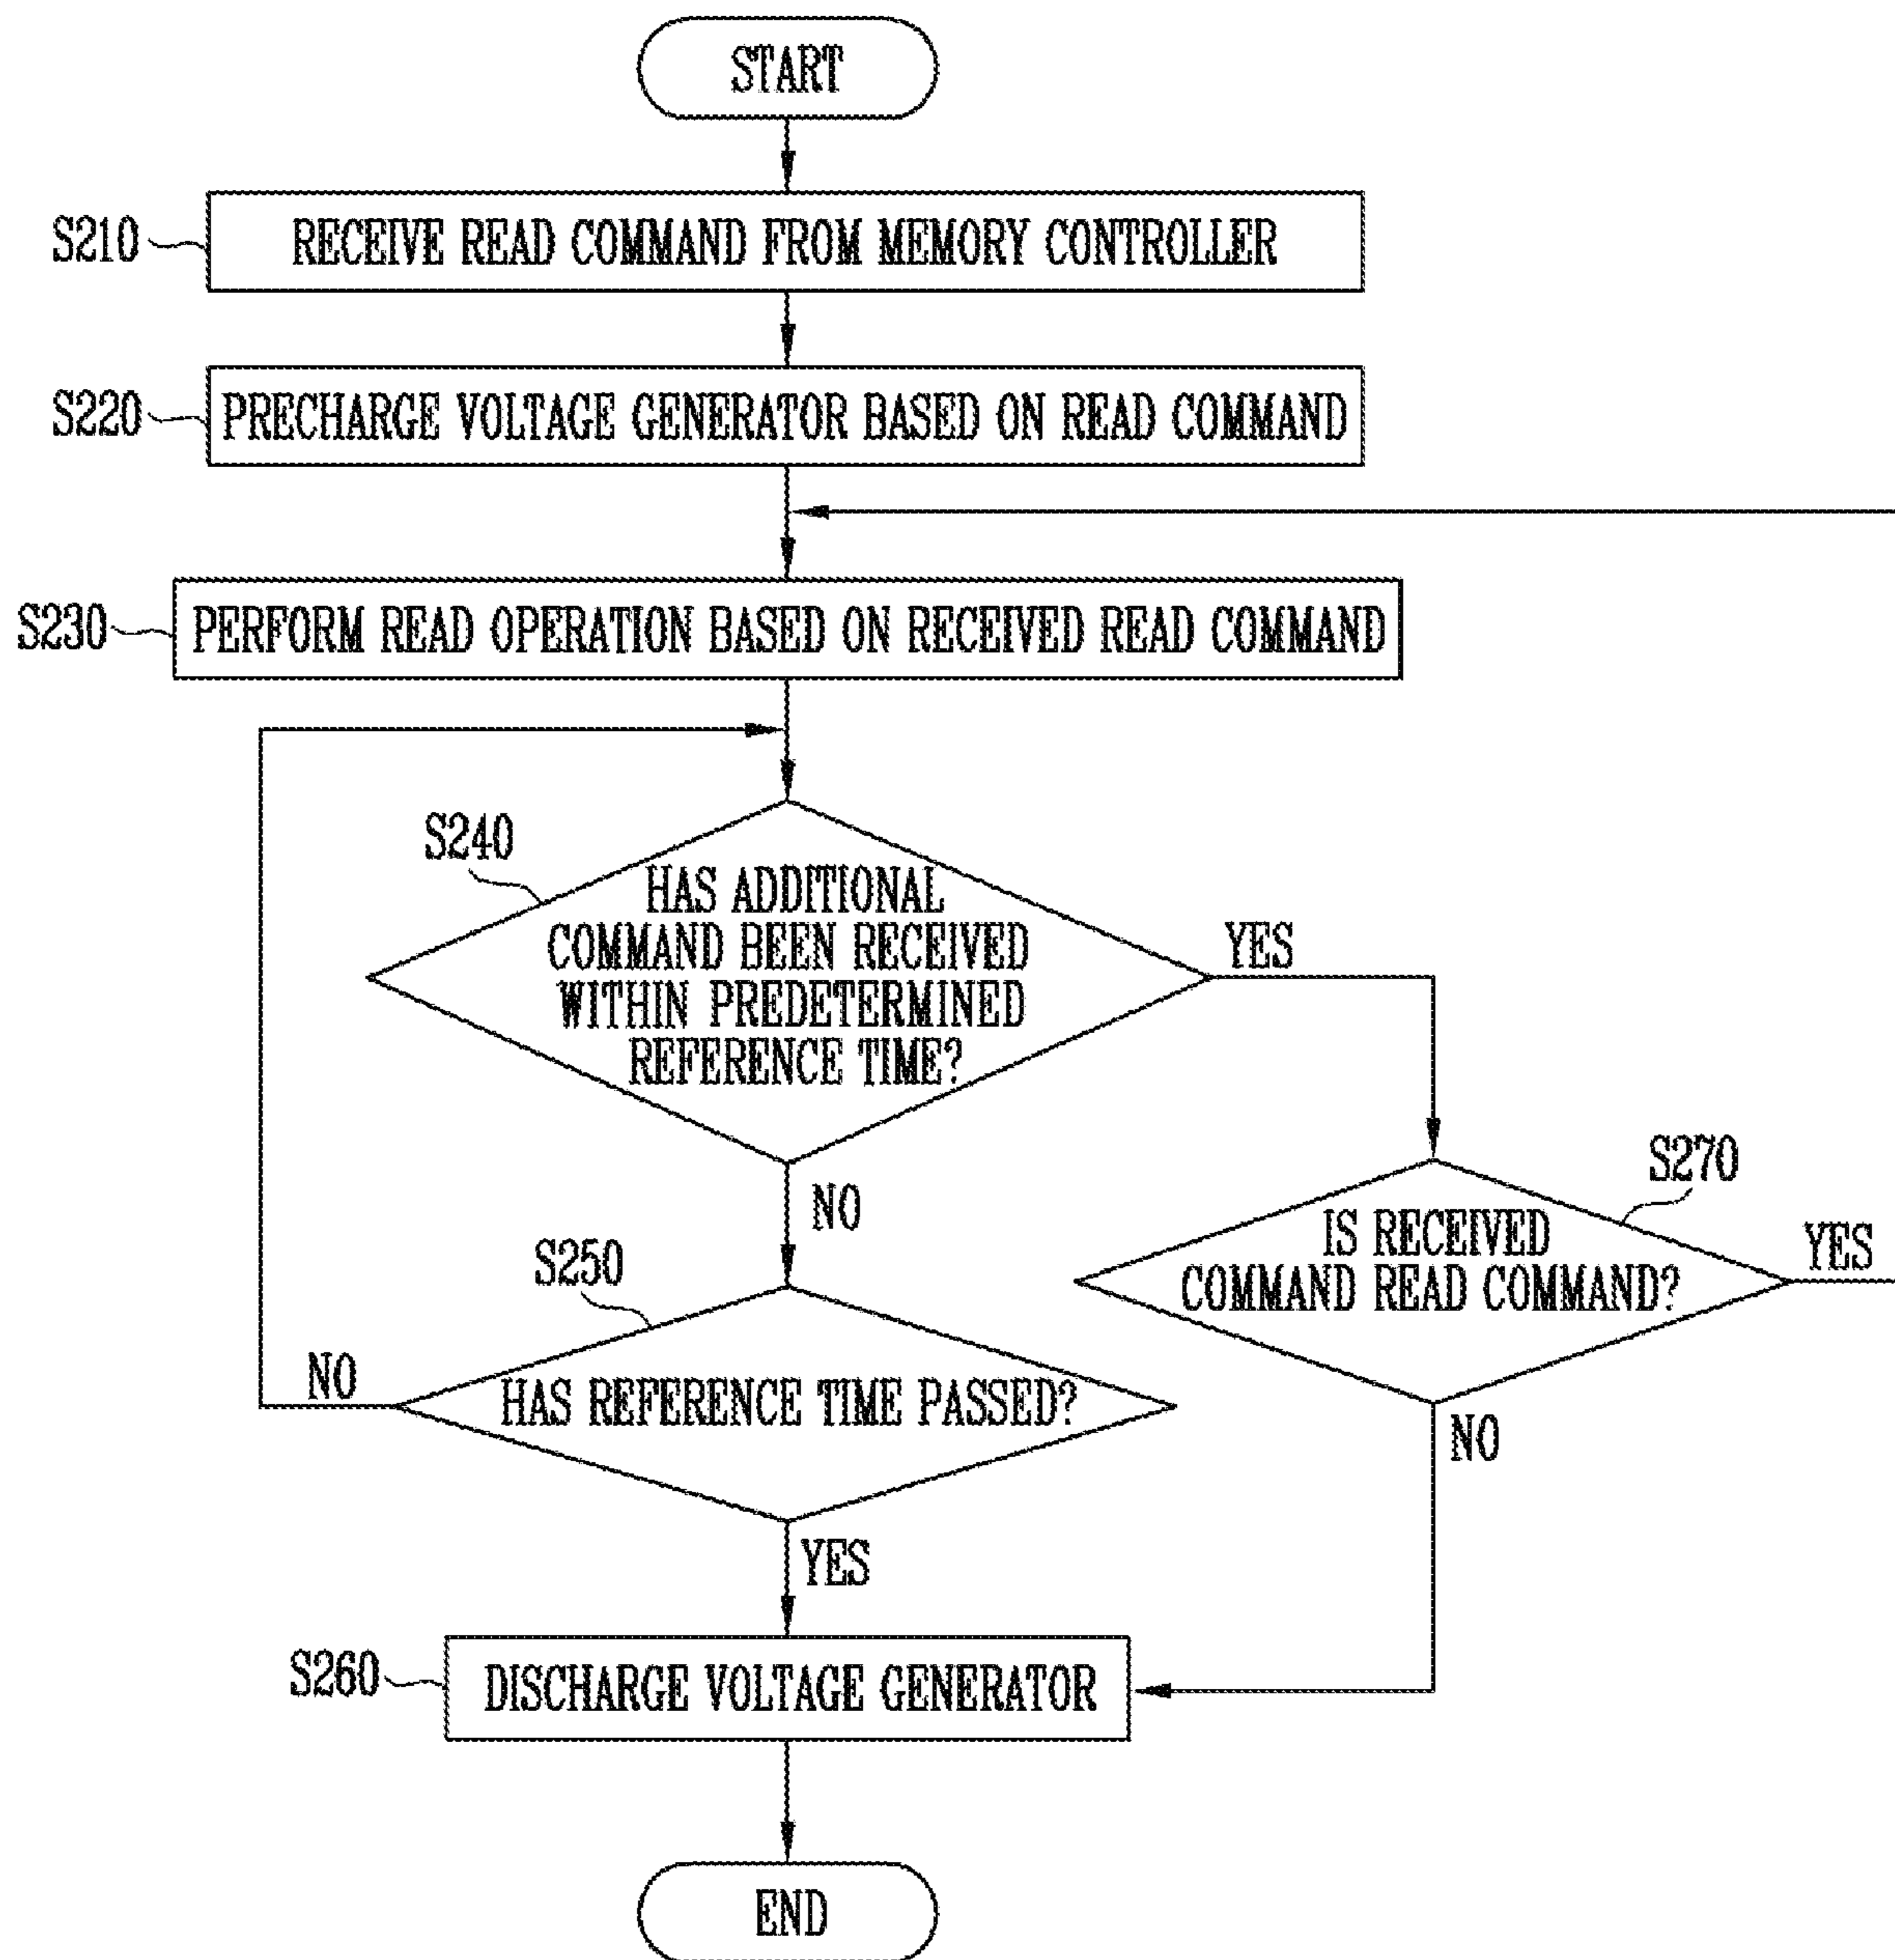 START
S210
RECEIVE READ COMMAND FROM MEMORY CONTROLLER
S220
PRECHARGE VOLTAGE GENERATOR BASED ON READ COMMAND
S230
PERFORM READ OPERATION BASED ON RECEIVED READ COMMAND
S240
HAS ADDITIONAL
COMMAND BEEN RECEIVED
WITHIN PREDETERMINED
REFERENCE TIME?
YES
NO
S270
IS RECEIVED
COMMAND READ COMMAND?
YES
NO
S250
HAS REFERENCE TIME PASSED?
NO
YES
S260
DISCHARGE VOLTAGE GENERATOR
END